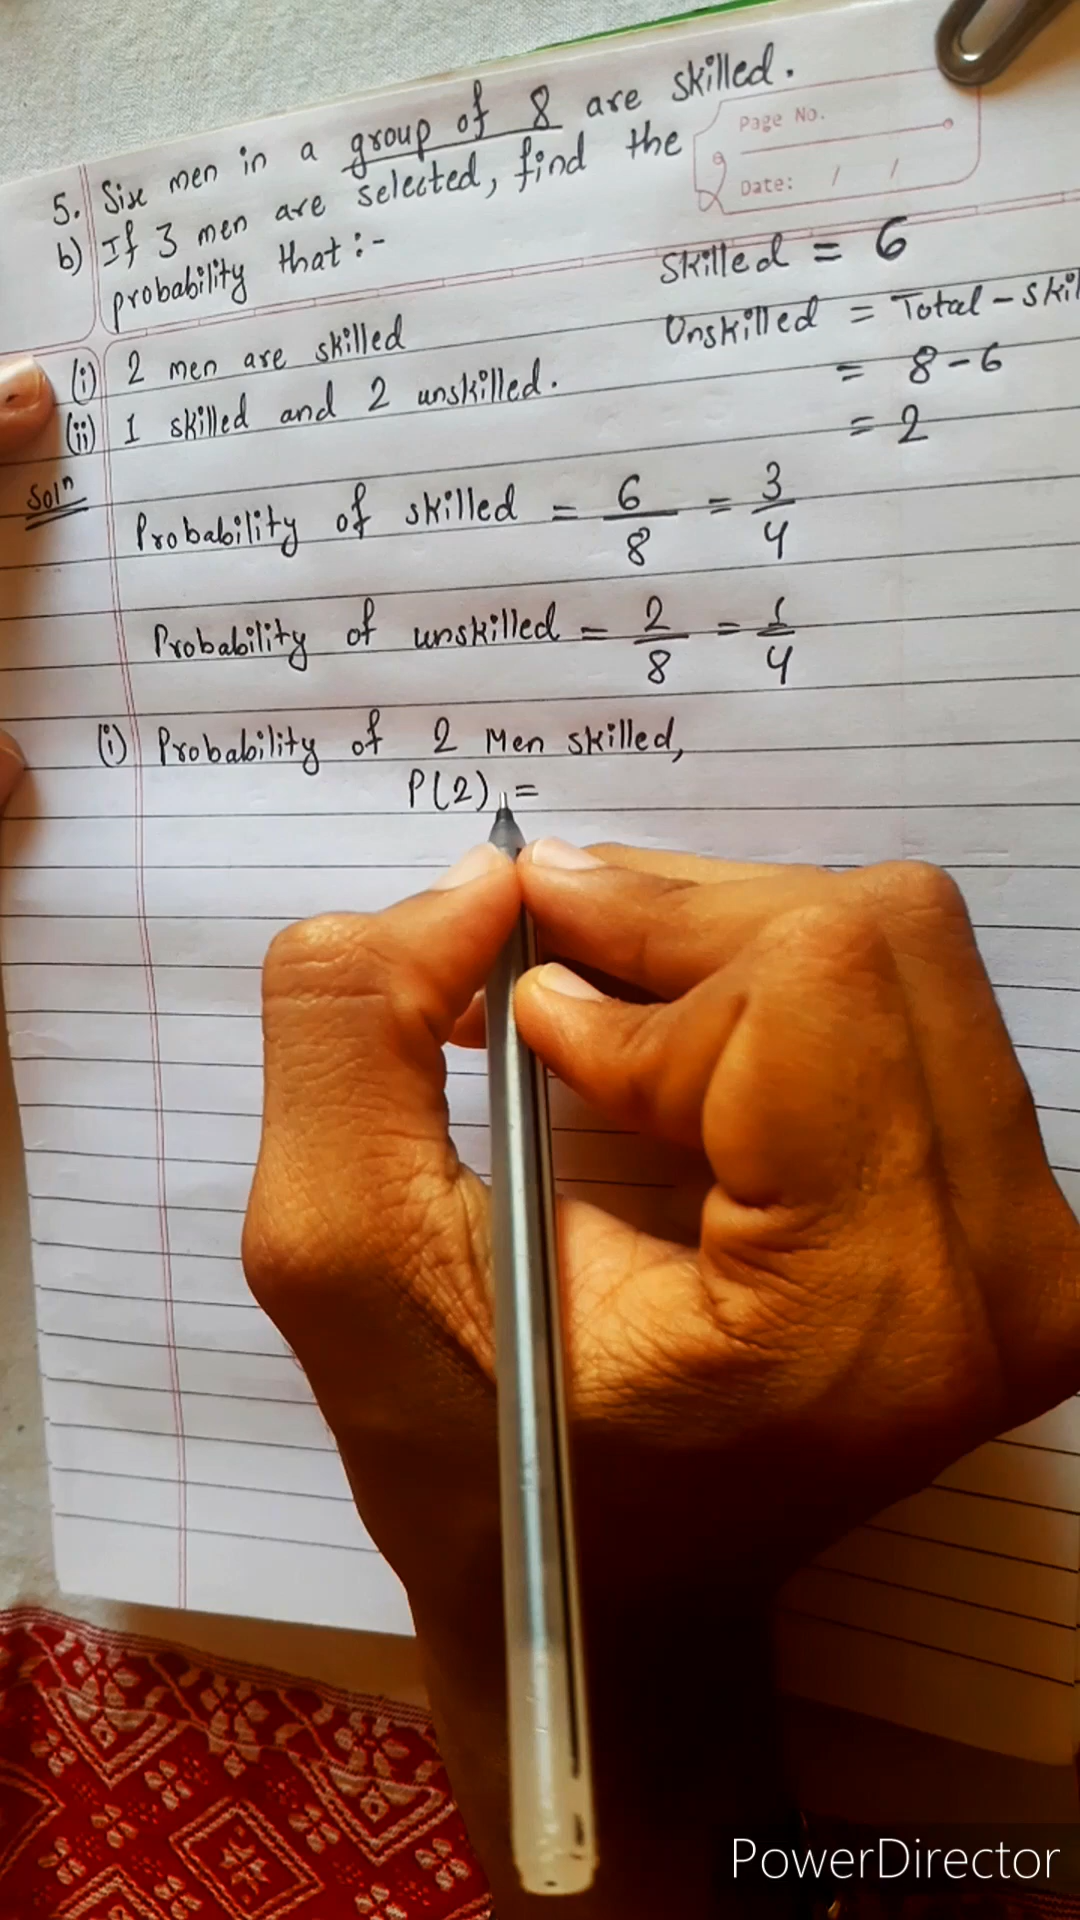 5. Six men in a group of 8 are skilled.
b) If 3 men are selected, find the
probability that :-
Page No.
Date: / /
(i) 2 men are skilled
(ii) 1 skilled and 2 unskilled.
Skilled = 6
Unskilled = Total - Skil
= 8 - 6
= 2
Soln
Probability of skilled = 6/8 = 3/4
Probability of unskilled = 2/8 = 1/4
(i) Probability of 2 Men skilled,
P(2) =
PowerDirector